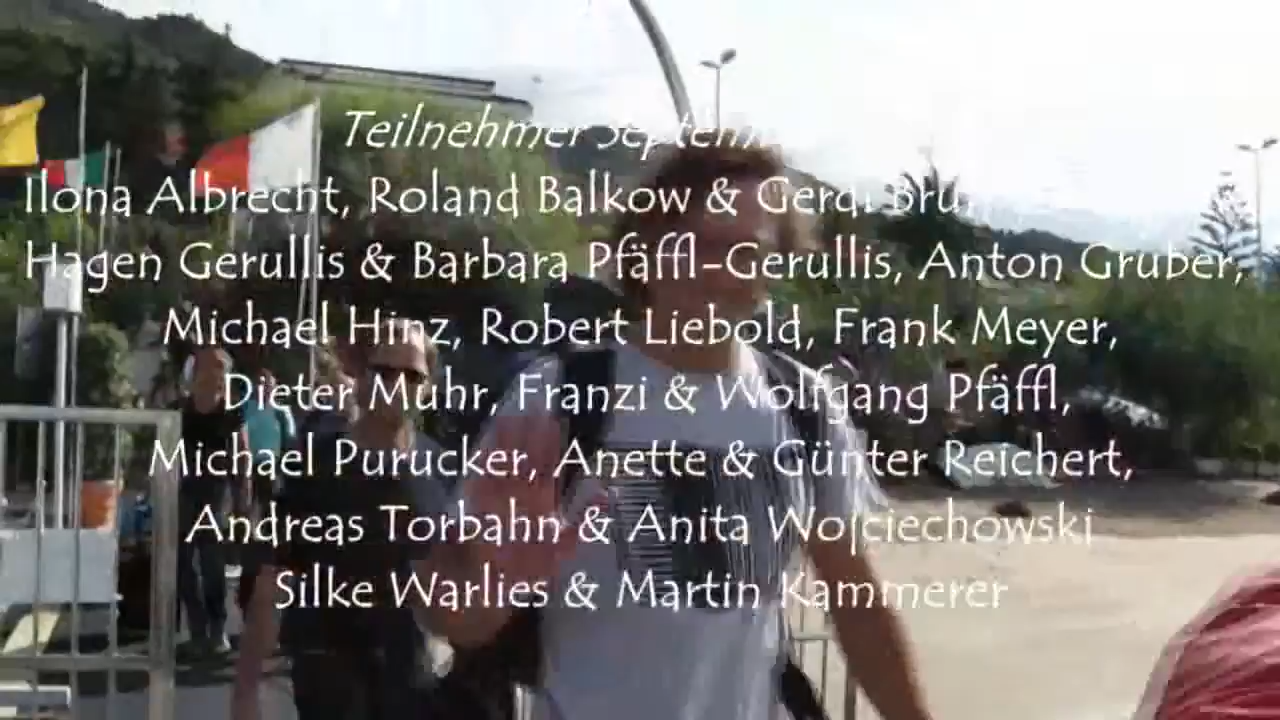 Teilnehmer
Ilona Albrecht, Roland Balkow & Gerdi
Hagen Gerullis & Barbara Pfäffl-Gerullis, Anton Gruber,
Michael Hinz, Robert Liebold, Frank Meyer,
Dieter Muhr, Franzi & Wolfgang Pfäffl,
Michael Purucker, Anette & Günter Reichert,
Andreas Torbahn & Anita Wojciechowski
Silke Warlies & Martin Kammerer